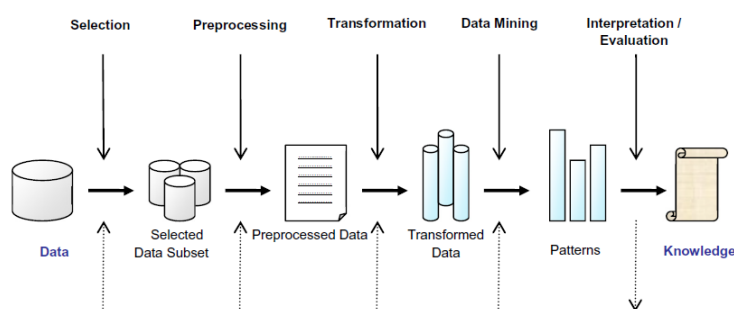 Selection
Preprocessing
Transformation
Data Mining
Interpretation /
Evaluation
Data
Selected
Data Subset
Preprocessed Data
Transformed
Data
Patterns
Knowledge